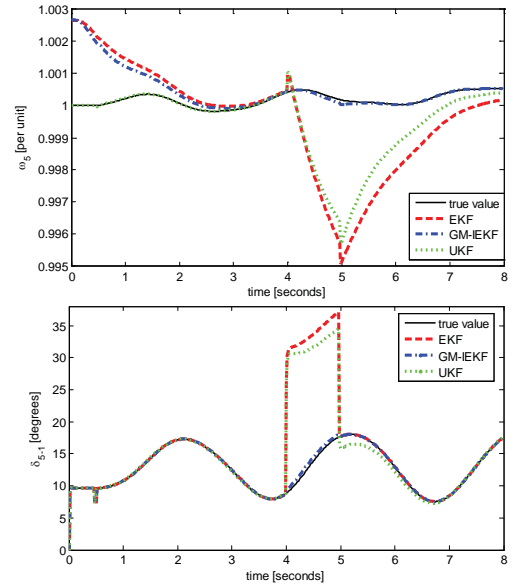 1.003
1.002
1.001
1
0.999
0.998
0.997
0.996
0.995
ω5 [per unit]
0 1 2 3 4 5 6 7 8
time [seconds]
true value
EKF
GM-IEKF
UKF
35
30
25
20
15
10
5
0
δ5-1 [degrees]
0 1 2 3 4 5 6 7 8
time [seconds]
true value
EKF
GM-IEKF
UKF